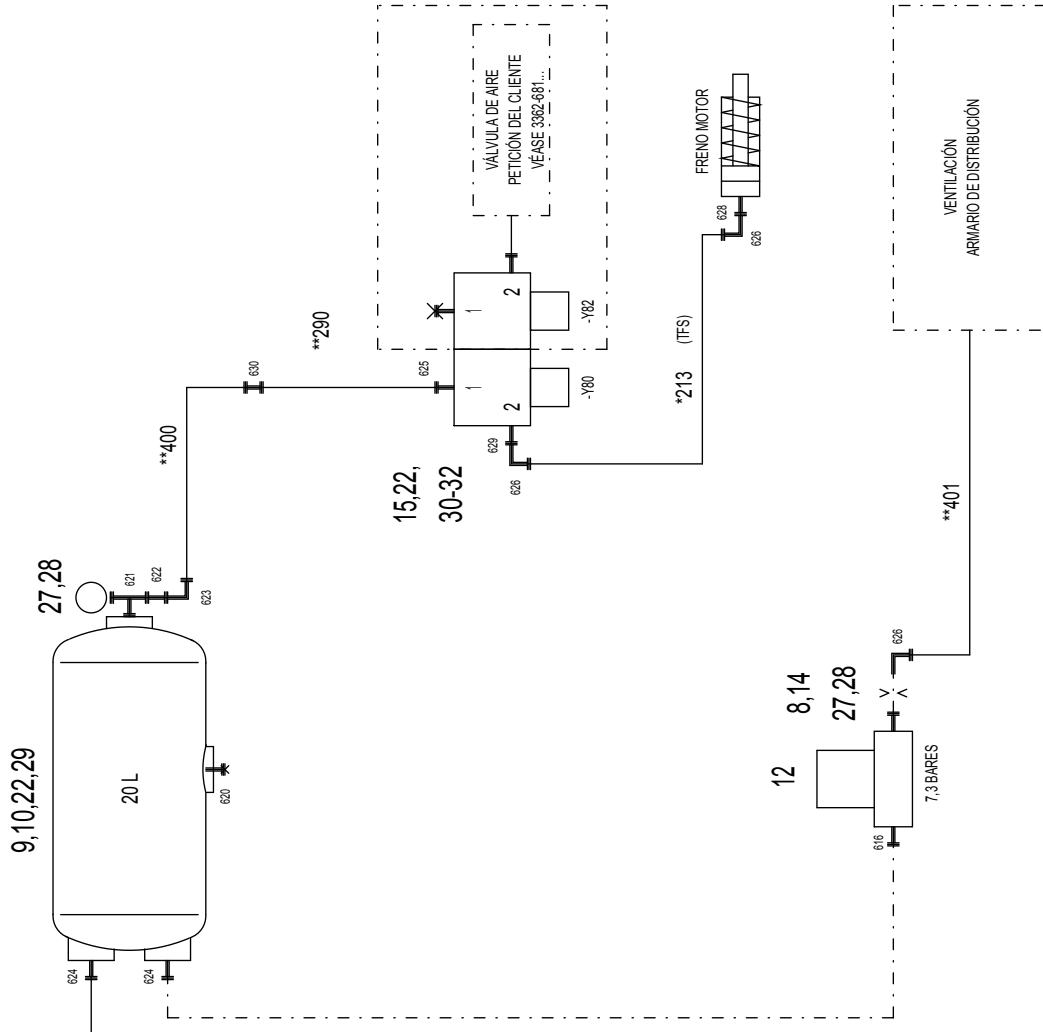 VÁLVULA DE AIRE
PETICIÓN DEL CLIENTE
VÉASE 3362-681...
FRENO MOTOR
628
626
VENTILACIÓN
ARMARIO DE DISTRIBUCIÓN
**290
630
625
1
1
2
2
-Y82
-Y80
*213
(TFS)
**400
629
626
15,22,
30-32
**401
27,28
621
622
623
9,10,22,29
20 L
620
624
624
626
8,14
27,28
12
7,3 BARES
616